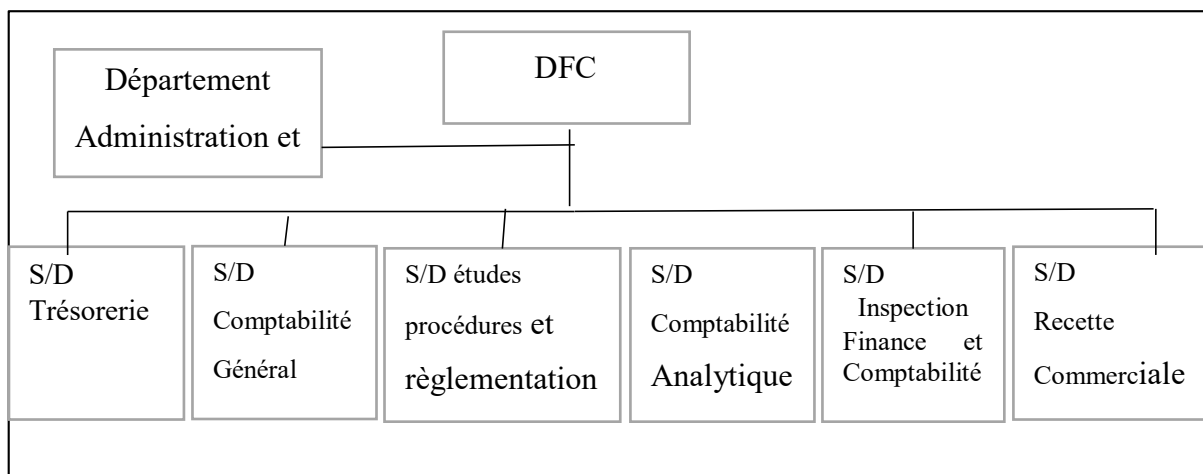 Département
Administration et
DFC
S/D
Trésorerie
S/D
Comptabilité
Général
S/D études
procédures et
règlementation
S/D
Comptabilité
Analytique
S/D
Inspection
Finance et
Comptabilité
S/D
Recette
Commerciale